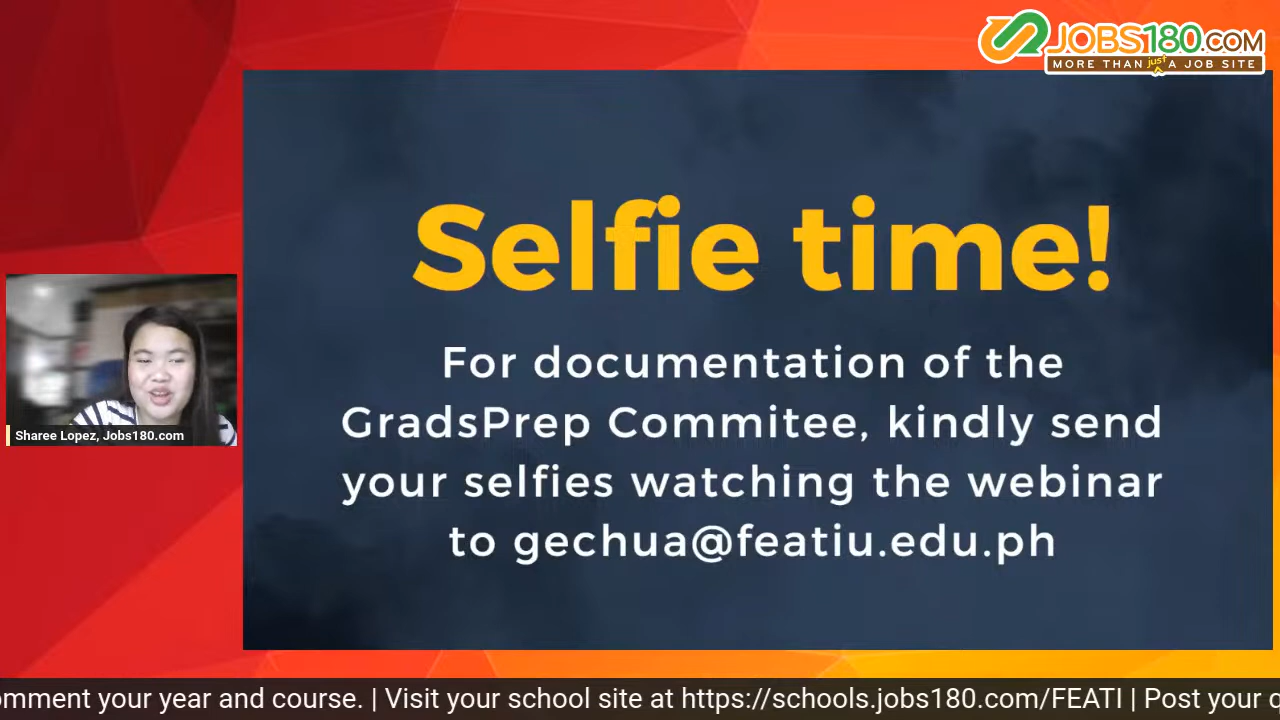 JOBS180.COM
MORE THAN just A JOB SITE
Selfie time!
For documentation of the
GradsPrep Commitee, kindly send
your selfies watching the webinar
to gechua@featiu.edu.ph
Sharee Lopez, Jobs180.com
omment your year and course. | Visit your school site at https://schools.jobs180.com/FEATI | Post your q